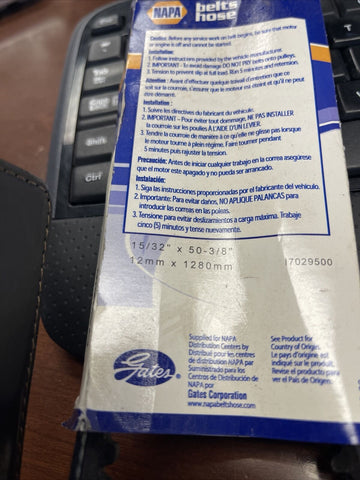 NAPA belts
hose
Caution: Before any service work on belt begins, be sure that motor
or engine is off and cannot be started.
Installation :
1. Follow instructions provided by the vehicle manufacturer.
2. IMPORTANT - To avoid damage DO NOT PRY belts onto pulleys.
3. Tension to prevent slip at full load. Run 5 minutes and retension.
Attention : Avant d'effectuer quelque travail d'entretien que ce
soit sur la courroie, s'assurer que le moteur est éteint et qu'il ne peut
être démarré.
Installation :
1. Suivre les directives du fabricant du véhicule.
2. IMPORTANT – Pour éviter tout dommage, NE PAS INSTALLER
la courroie sur les poulies À L'AIDE D'UN LEVIER.
3. Tendre la courroie de manière à ce qu'elle ne glisse pas lorsque
le moteur tourne à plein régime. Faire tourner pendant
5 minutes puis rajuster la tension.
Precaución: Antes de iniciar cualquier trabajo en la correa asegúrese
que el motor este apagado y no pueda ser arrancado.
Instalación:
1. Siga las instrucciones proporcionadas por el fabricante del vehículo.
2. Importante: Para evitar daños, NO APLIQUE PALANCAS para
introducir las correas en las poleas.
3. Tensione para evitar deslizamientos a carga máxima. Trabaje
cinco (5) minutos y tense nuevamente.
15/32" x 50-3/8"
12mm x 1280mm
17029500
Gates
Supplied for NAPA
Distribution Centers by
Distribué pour les centres
de distribution NAPA par
Suministrado para los
Centros de Distribución de
NAPA por
Gates Corporation
www.napabeltshose.com
See Product for
Country of Origin.
Le pays d'origine est
indiqué sur le produit.
Revise el producto para
ver el País de Origen.
Tab
Shift
Ctrl